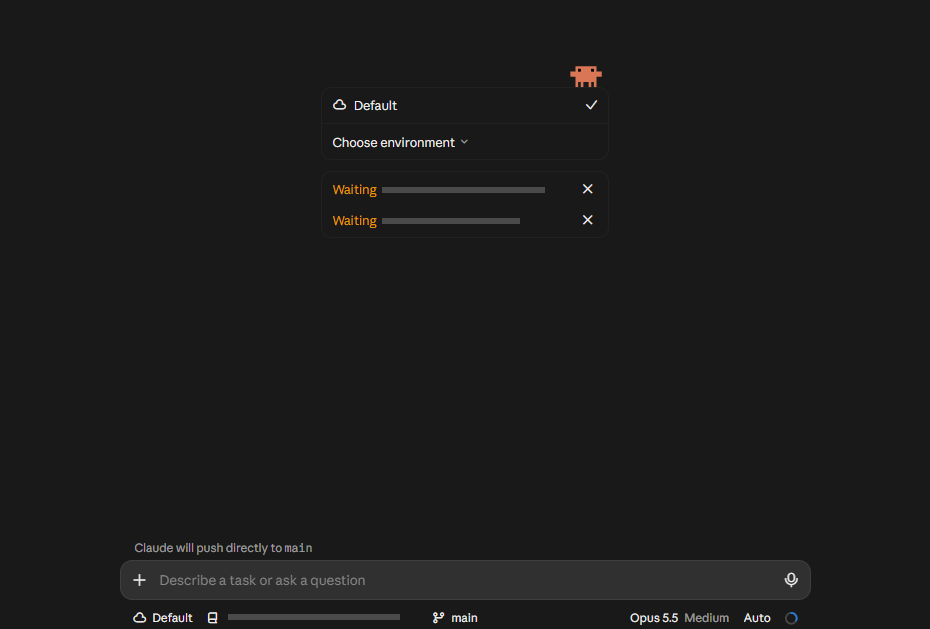 Default
Choose environment
Waiting
Waiting
Claude will push directly to main
Describe a task or ask a question
Default main Opus 5.5 Medium Auto